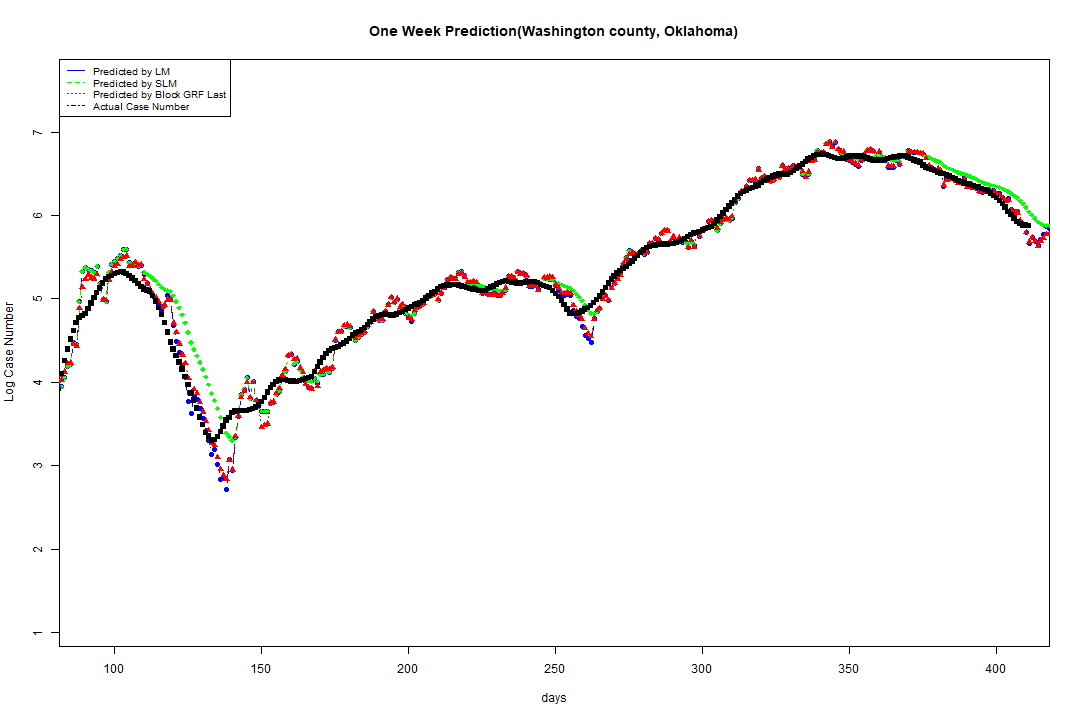 One Week Prediction(Washington county, Oklahoma)
Predicted by LM
Predicted by SLM
Predicted by Block GRF Last
Actual Case Number
7
6
5
4
3
2
1
Log Case Number
100 150 200 250 300 350 400
days